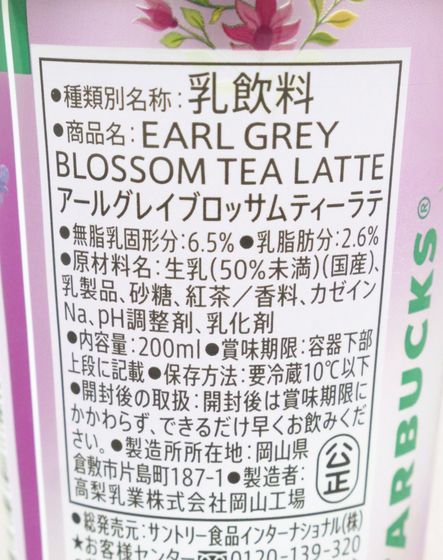 ●種類別名称：乳飲料
●商品名：EARL GREY
BLOSSOM TEA LATTE
アールグレイブロッサムティーラテ
●無脂乳固形分：6.5% ●乳脂肪分：2.6%
●原材料名：生乳(50%未満)(国産)、
乳製品、砂糖、紅茶／香料、カゼイン
Na、pH調整剤、乳化剤
●内容量：200ml ●賞味期限：容器下部
上段に記載 ●保存方法：要冷蔵10℃以下
●開封後の取扱：開封後は賞味期限に
かかわらず、できるだけ早くお飲みくだ
さい。●製造所所在地：岡山県
倉敷市片島町187-1 ●製造者：
高梨乳業株式会社岡山工場
公正
●総発売元：サントリー食品インターナショナル(株)
★お客様センター 0120-139-320
ARBUCKS®